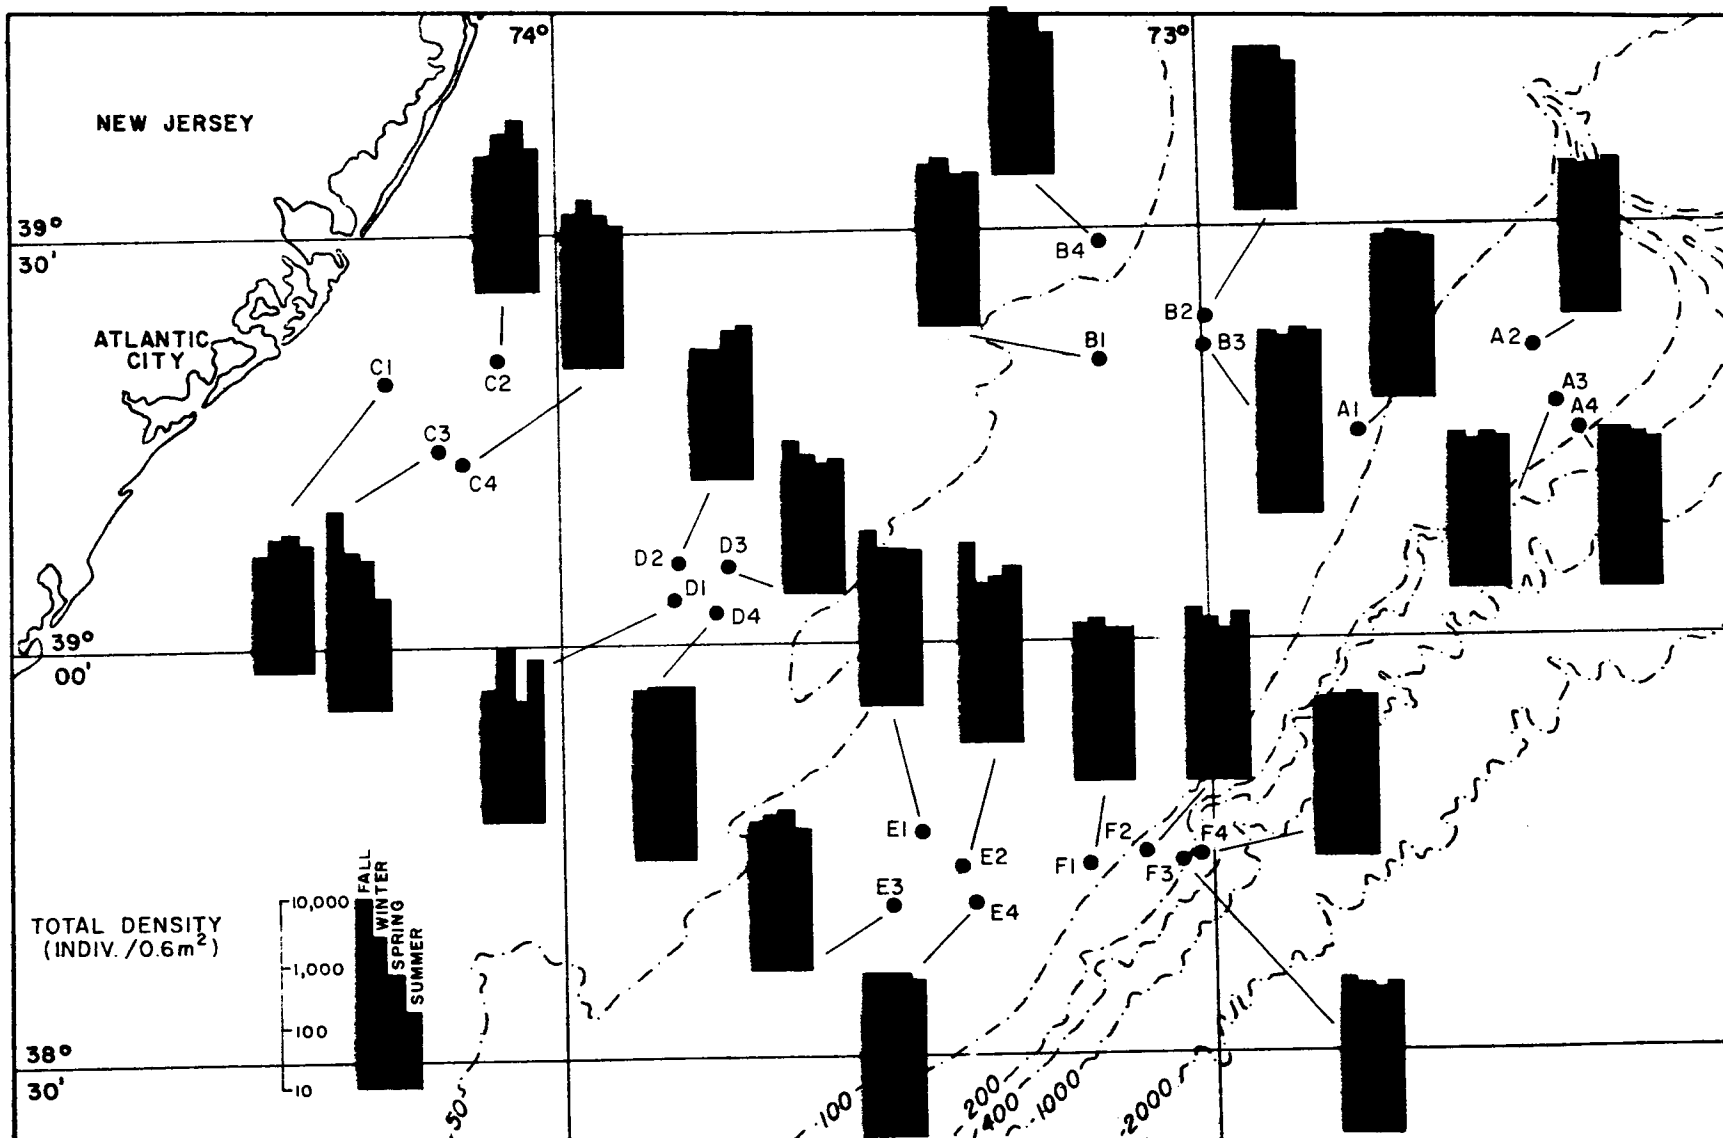 74°
73°
NEW JERSEY
39°
30'
B4
ATLANTIC
CITY
C1
C2
B1
B2
B3
A2
A3
A4
A1
C3
C4
D2
D3
D1
D4
39°
00'
E1
E2
E3
E4
F2
F4
F1
F3
TOTAL DENSITY
(INDIV./0.6m²)
10,000
1,000
100
10
FALL
WINTER
SPRING
SUMMER
38°
30'
50
100
200
400
1000
2000